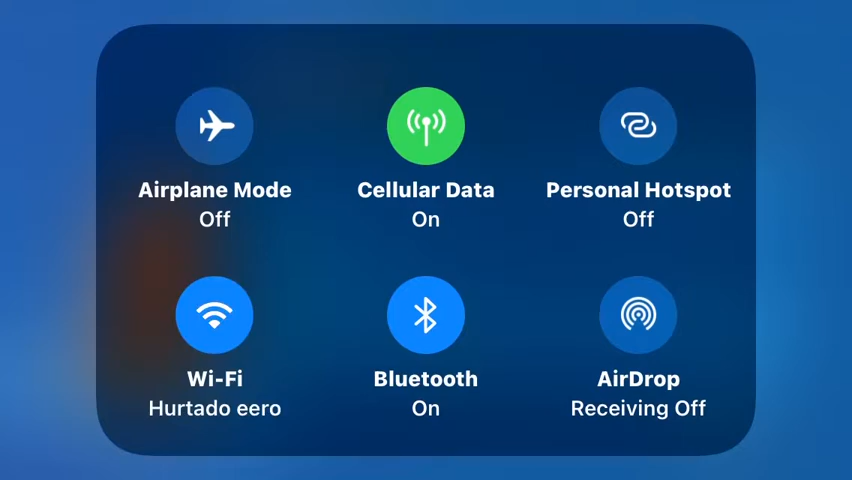 Airplane Mode
Off
Cellular Data
On
Personal Hotspot
Off
Wi-Fi
Hurtado eero
Bluetooth
On
AirDrop
Receiving Off